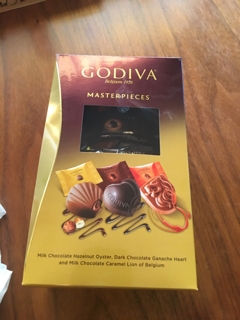 GODIVA
Belgium 1926
MASTERPIECES
Milk Chocolate Hazelnut Oyster, Dark Chocolate Ganache Heart
and Milk Chocolate Caramel Lion of Belgium